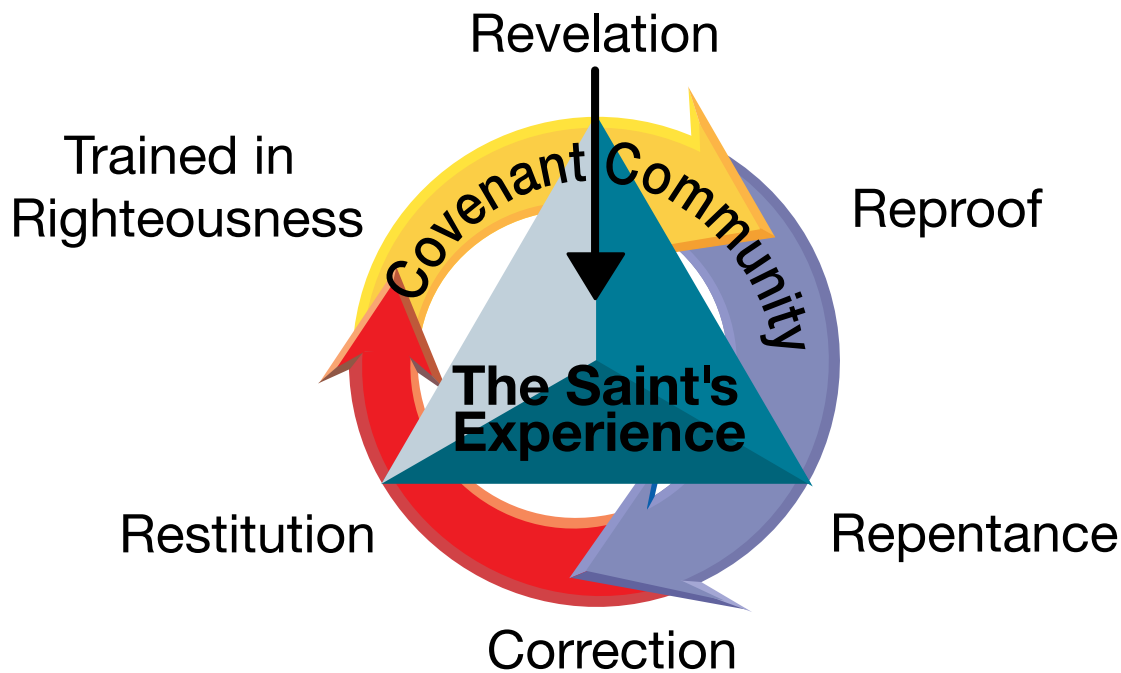 Revelation
Trained in
Righteousness
Covenant Community
Reproof
The Saint's
Experience
Restitution
Repentance
Correction